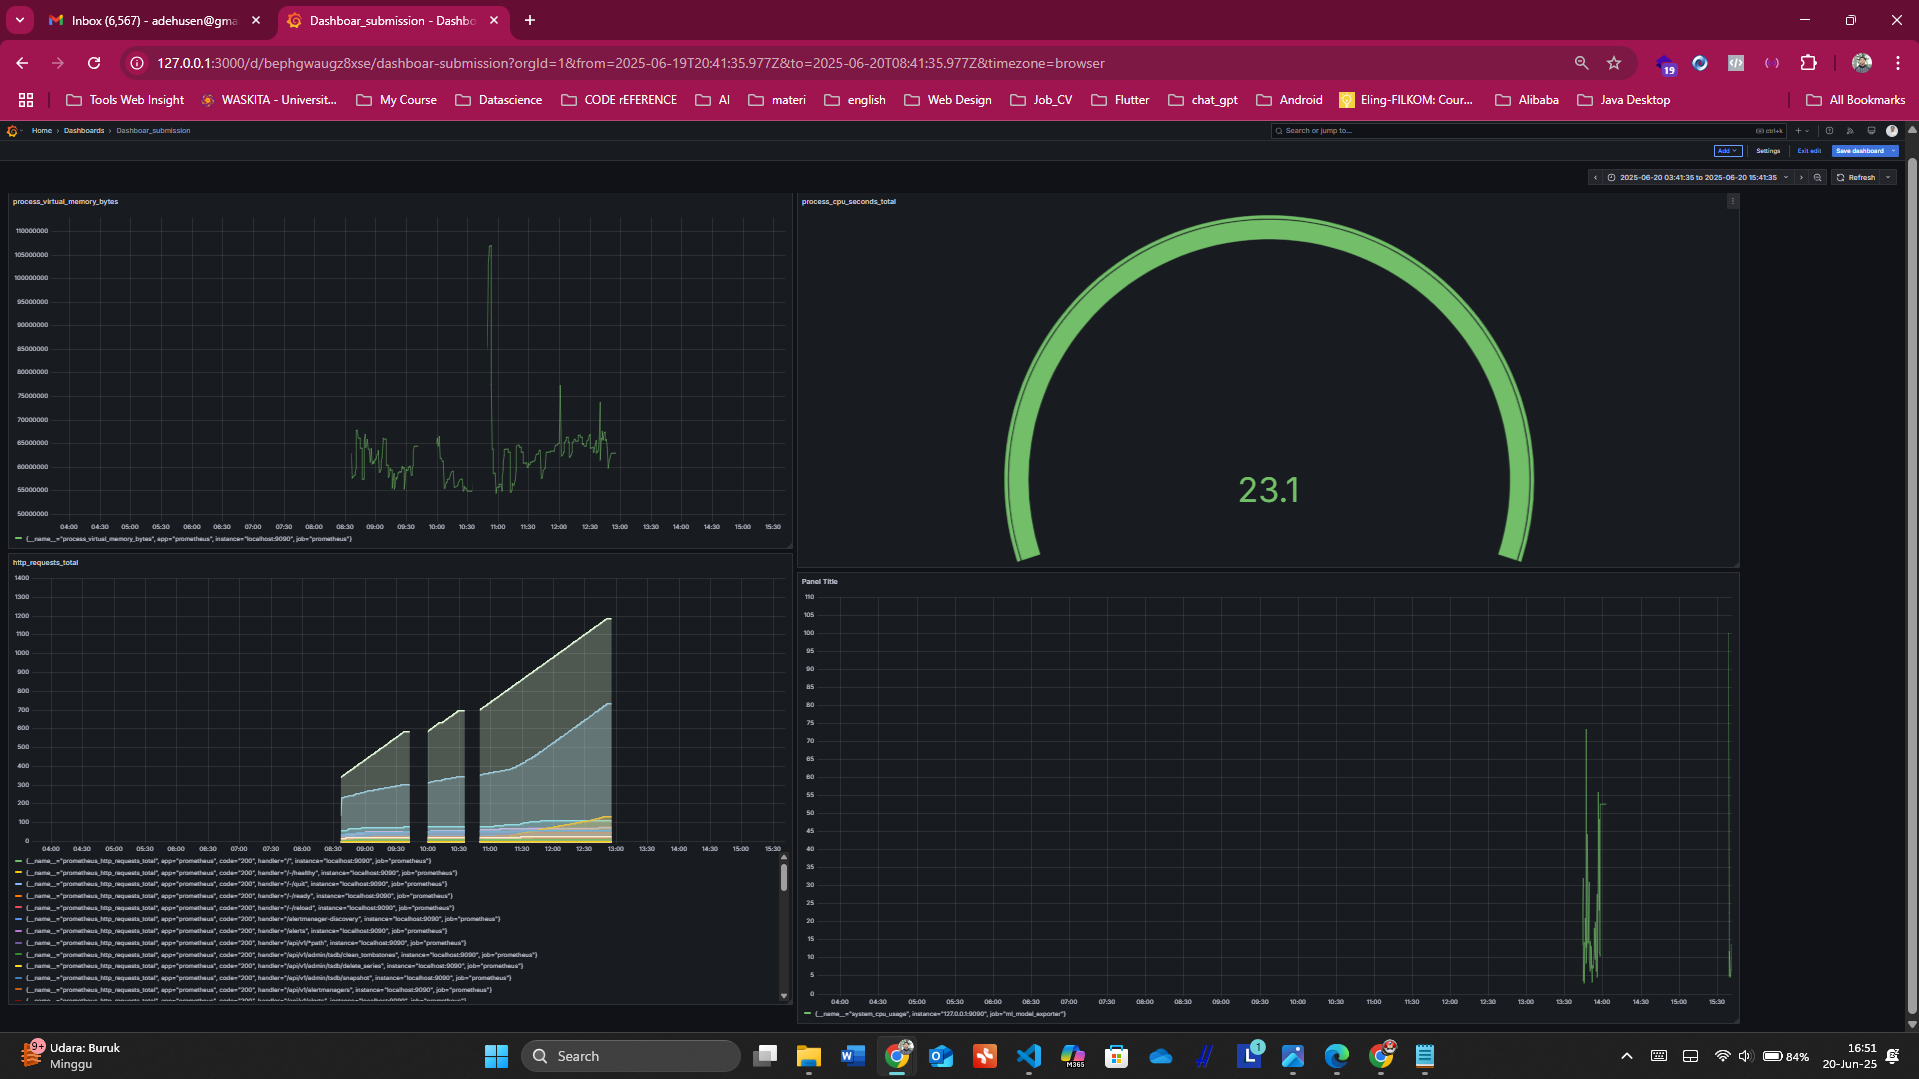 Inbox (6,567) - adehusen@gma
Dashboar_submission - Dashbo
127.0.0.1:3000/d/bephgwaugz8xse/dashboar-submission?orgId=1&from=2025-06-19T20:41:35.977Z&to=2025-06-20T08:41:35.977Z&timezone=browser
19
Tools Web Insight
WASKITA - Universit...
My Course
Datascience
CODE rEFERENCE
AI
materi
english
Web Design
Job_CV
Flutter
chat_gpt
Android
Eling-FILKOM: Cour...
Alibaba
Java Desktop
All Bookmarks
Home › Dashboards › Dashboar_submission
Search or jump to...
ctrl+k
Add
Settings
Exit edit
Save dashboard
2025-06-20 03:41:35 to 2025-06-20 15:41:35
Refresh
process_virtual_memory_bytes
110000000
105000000
100000000
95000000
90000000
85000000
80000000
75000000
70000000
65000000
60000000
55000000
50000000
04:00 04:30 05:00 05:30 06:00 06:30 07:00 07:30 08:00 08:30 09:00 09:30 10:00 10:30 11:00 11:30 12:00 12:30 13:00 13:30 14:00 14:30 15:00 15:30
{__name__="process_virtual_memory_bytes", app="prometheus", instance="localhost:9090", job="prometheus"}
process_cpu_seconds_total
23.1
http_requests_total
1400
1300
1200
1100
1000
900
800
700
600
500
400
300
200
100
0
04:00 04:30 05:00 05:30 06:00 06:30 07:00 07:30 08:00 08:30 09:00 09:30 10:00 10:30 11:00 11:30 12:00 12:30 13:00 13:30 14:00 14:30 15:00 15:30
{__name__="prometheus_http_requests_total", app="prometheus", code="200", handler="/", instance="localhost:9090", job="prometheus"}
{__name__="prometheus_http_requests_total", app="prometheus", code="200", handler="/-/healthy", instance="localhost:9090", job="prometheus"}
{__name__="prometheus_http_requests_total", app="prometheus", code="200", handler="/-/quit", instance="localhost:9090", job="prometheus"}
{__name__="prometheus_http_requests_total", app="prometheus", code="200", handler="/-/ready", instance="localhost:9090", job="prometheus"}
{__name__="prometheus_http_requests_total", app="prometheus", code="200", handler="/-/reload", instance="localhost:9090", job="prometheus"}
{__name__="prometheus_http_requests_total", app="prometheus", code="200", handler="/alertmanager-discovery", instance="localhost:9090", job="prometheus"}
{__name__="prometheus_http_requests_total", app="prometheus", code="200", handler="/alerts", instance="localhost:9090", job="prometheus"}
{__name__="prometheus_http_requests_total", app="prometheus", code="200", handler="/api/v1/*path", instance="localhost:9090", job="prometheus"}
{__name__="prometheus_http_requests_total", app="prometheus", code="200", handler="/api/v1/admin/tsdb/clean_tombstones", instance="localhost:9090", job="prometheus"}
{__name__="prometheus_http_requests_total", app="prometheus", code="200", handler="/api/v1/admin/tsdb/delete_series", instance="localhost:9090", job="prometheus"}
{__name__="prometheus_http_requests_total", app="prometheus", code="200", handler="/api/v1/admin/tsdb/snapshot", instance="localhost:9090", job="prometheus"}
{__name__="prometheus_http_requests_total", app="prometheus", code="200", handler="/api/v1/alertmanagers", instance="localhost:9090", job="prometheus"}
{__name__="prometheus_http_requests_total", app="prometheus", code="200", handler="/api/v1/alerts", instance="localhost:9090", job="prometheus"}
Panel Title
110
105
100
95
90
85
80
75
70
65
60
55
50
45
40
35
30
25
20
15
10
5
0
04:00 04:30 05:00 05:30 06:00 06:30 07:00 07:30 08:00 08:30 09:00 09:30 10:00 10:30 11:00 11:30 12:00 12:30 13:00 13:30 14:00 14:30 15:00 15:30
{__name__="system_cpu_usage", instance="127.0.0.1:9090", job="ml_model_exporter"}
9+
Udara: Buruk
Minggu
Search
M365
1
84%
16:51
20-Jun-25